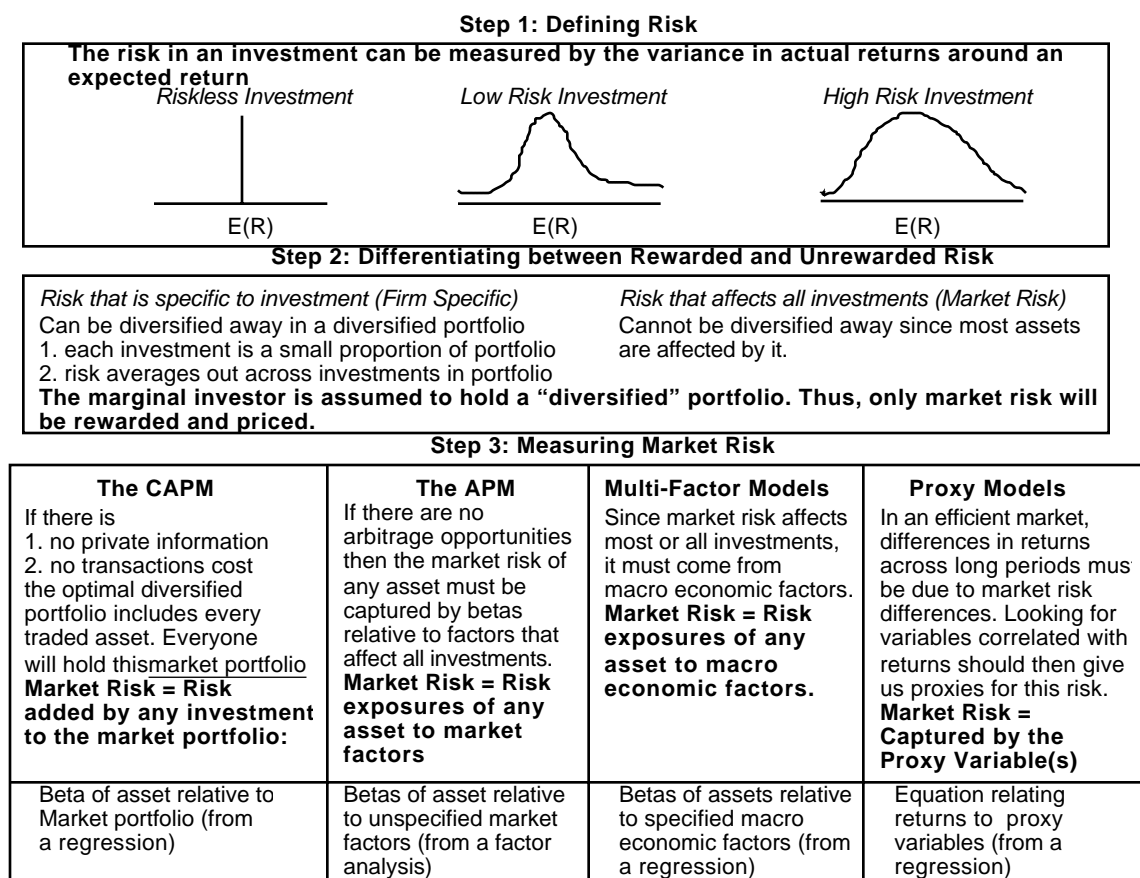 Step 1: Defining Risk
The risk in an investment can be measured by the variance in actual returns around an
expected return
Riskless Investment
Low Risk Investment
High Risk Investment
E(R)
E(R)
E(R)
Step 2: Differentiating between Rewarded and Unrewarded Risk
Risk that is specific to investment (Firm Specific)
Can be diversified away in a diversified portfolio
1. each investment is a small proportion of portfolio
2. risk averages out across investments in portfolio
Risk that affects all investments (Market Risk)
Cannot be diversified away since most assets
are affected by it.
The marginal investor is assumed to hold a “diversified” portfolio. Thus, only market risk will
be rewarded and priced.
Step 3: Measuring Market Risk
The CAPM
If there is
1. no private information
2. no transactions cost
the optimal diversified
portfolio includes every
traded asset. Everyone
will hold this market portfolio
Market Risk = Risk
added by any investment
to the market portfolio:
Beta of asset relative to
Market portfolio (from
a regression)
The APM
If there are no
arbitrage opportunities
then the market risk of
any asset must be
captured by betas
relative to factors that
affect all investments.
Market Risk = Risk
exposures of any
asset to market
factors
Betas of asset relative
to unspecified market
factors (from a factor
analysis)
Multi-Factor Models
Since market risk affects
most or all investments,
it must come from
macro economic factors.
Market Risk = Risk
exposures of any
asset to macro
economic factors.
Betas of assets relative
to specified macro
economic factors (from
a regression)
Proxy Models
In an efficient market,
differences in returns
across long periods must
be due to market risk
differences. Looking for
variables correlated with
returns should then give
us proxies for this risk.
Market Risk =
Captured by the
Proxy Variable(s)
Equation relating
returns to proxy
variables (from a
regression)